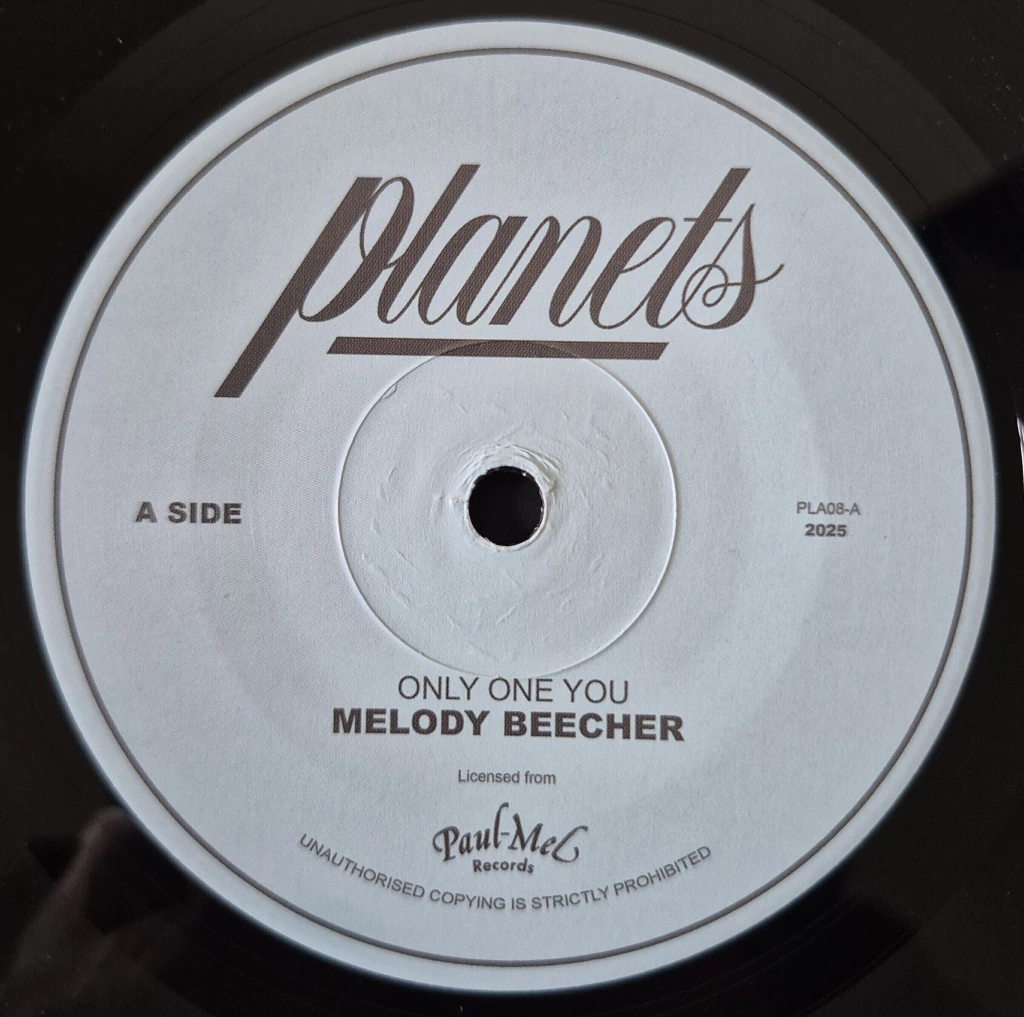 planets
A SIDE
PLA08-A
2025
ONLY ONE YOU
MELODY BEECHER
Licensed from
Paul-Mel
Records
UNAUTHORISED COPYING IS STRICTLY PROHIBITED